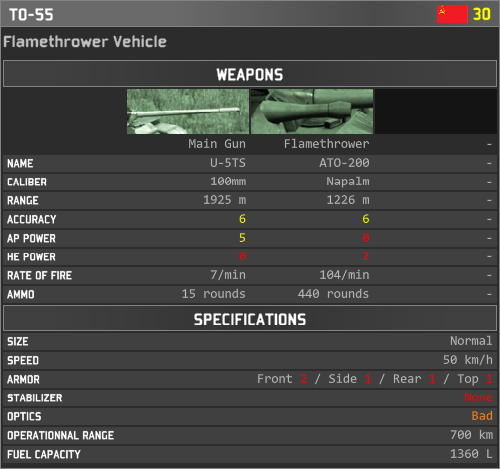 TO-55 30
Flamethrower Vehicle
WEAPONS
Main Gun Flamethrower -
NAME U-5TS ATO-200 -
CALIBER 100mm Napalm -
RANGE 1925 m 1226 m -
ACCURACY 6 6 -
AP POWER 5 0 -
HE POWER 0 2 -
RATE OF FIRE 7/min 104/min -
AMMO 15 rounds 440 rounds -
SPECIFICATIONS
SIZE Normal
SPEED 50 km/h
ARMOR Front 2 / Side 1 / Rear 1 / Top 1
STABILIZER None
OPTICS Bad
OPERATIONNAL RANGE 700 km
FUEL CAPACITY 1360 L